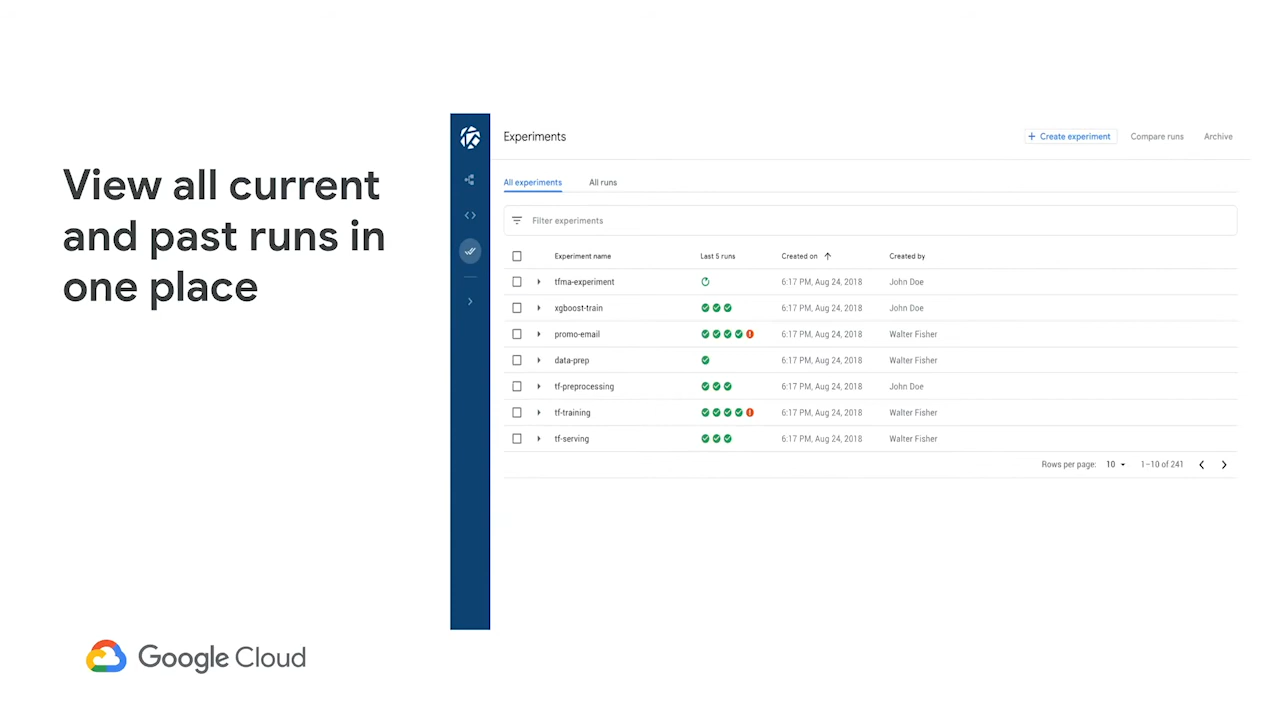 View all current
and past runs in
one place
Experiments
+ Create experiment Compare runs Archive
All experiments All runs
Filter experiments
Experiment name Last 5 runs Created on Created by
tfma-experiment 6:17 PM, Aug 24, 2018 John Doe
xgboost-train 6:17 PM, Aug 24, 2018 John Doe
promo-email 6:17 PM, Aug 24, 2018 Walter Fisher
data-prep 6:17 PM, Aug 24, 2018 Walter Fisher
tf-preprocessing 6:17 PM, Aug 24, 2018 John Doe
tf-training 6:17 PM, Aug 24, 2018 Walter Fisher
tf-serving 6:17 PM, Aug 24, 2018 Walter Fisher
Rows per page: 10 1–10 of 241
Google Cloud